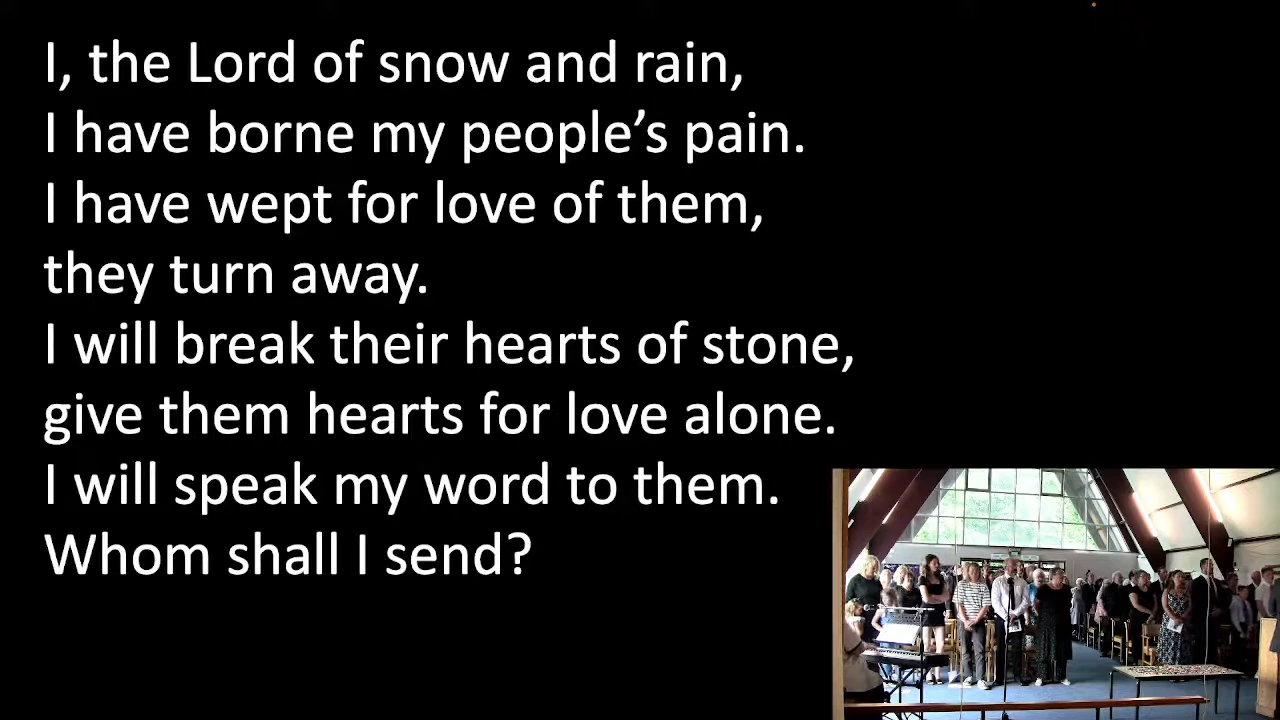 I, the Lord of snow and rain,
I have borne my people’s pain.
I have wept for love of them,
they turn away.
I will break their hearts of stone,
give them hearts for love alone.
I will speak my word to them.
Whom shall I send?